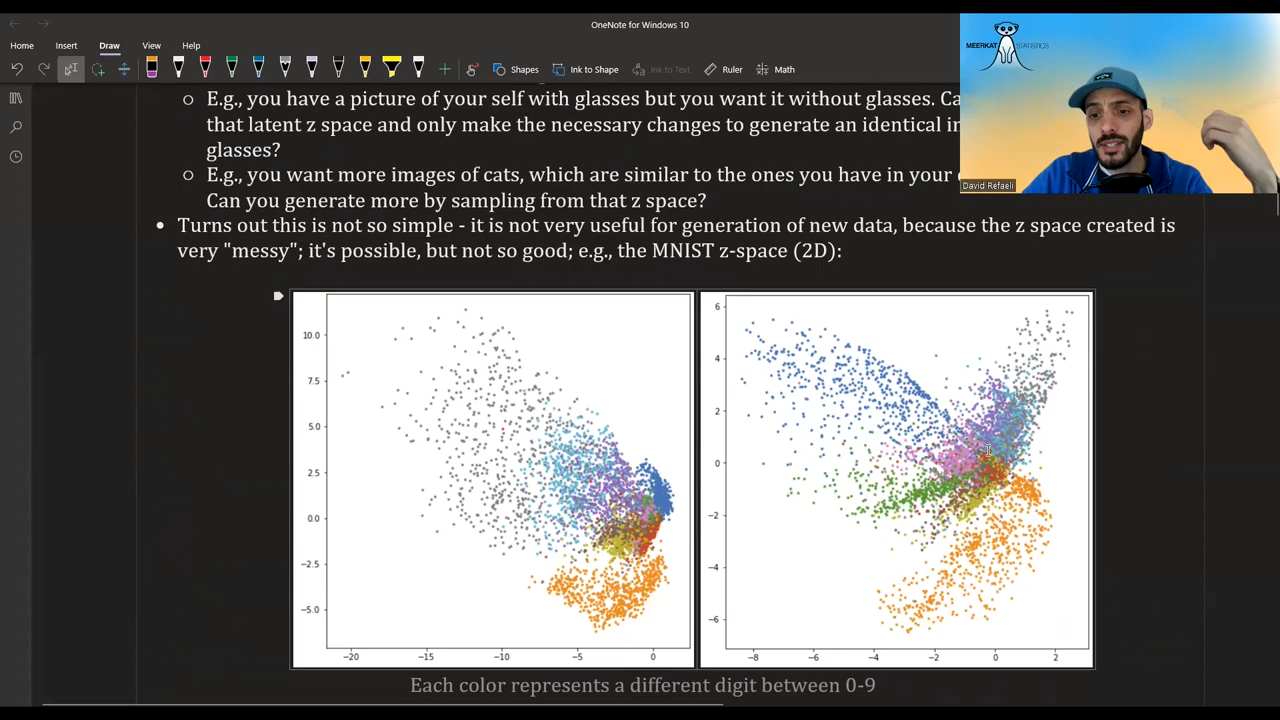 OneNote for Windows 10
MEERKAT
STATISTICS
Home Insert Draw View Help
Shapes Ink to Shape Ink to Text Ruler Math
E.g., you have a picture of your self with glasses but you want it without glasses.
that latent z space and only make the necessary changes to generate an identical
glasses?
David Refaeli
E.g., you want more images of cats, which are similar to the ones you have in your
Can you generate more by sampling from that z space?
Turns out this is not so simple - it is not very useful for generation of new data, because the z space created is
very "messy"; it's possible, but not so good; e.g., the MNIST z-space (2D):
10.0
7.5
5.0
2.5
0.0
−2.5
−5.0
−20 −15 −10 −5 0
6
4
2
0
−2
−4
−6
−8 −6 −4 −2 0 2
Each color represents a different digit between 0-9